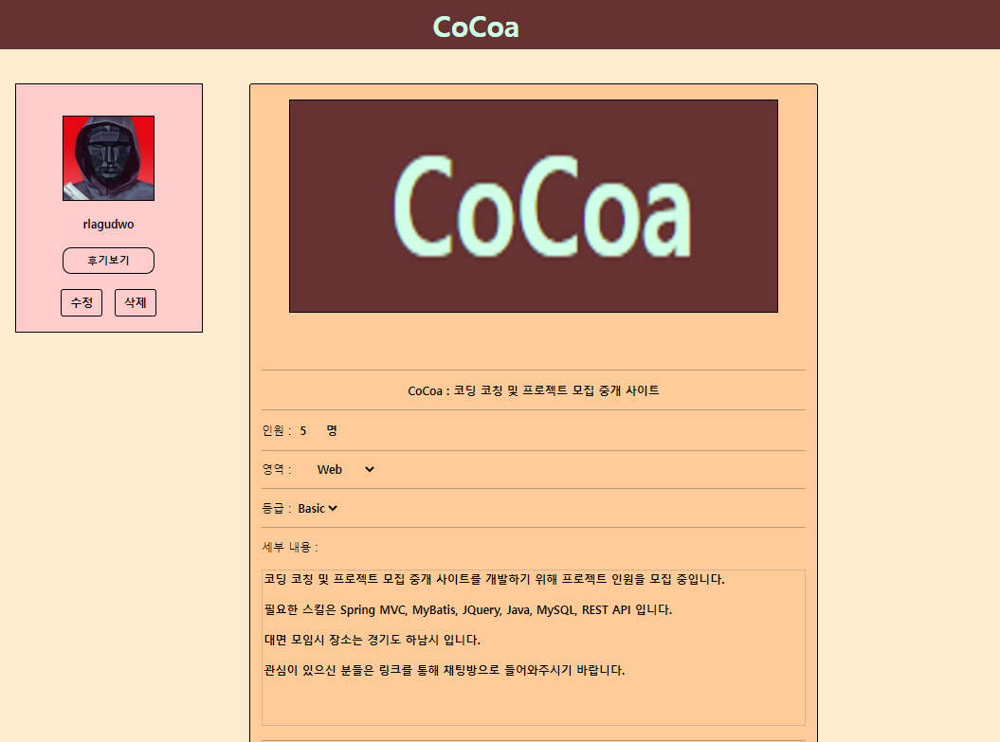 CoCoa
rlagudwo
후기보기
수정 삭제
CoCoa
CoCoa : 코딩 코칭 및 프로젝트 모집 중개 사이트
인원 : 5 명
영역 : Web
등급 : Basic
세부 내용 :
코딩 코칭 및 프로젝트 모집 중개 사이트를 개발하기 위해 프로젝트 인원을 모집 중입니다.
필요한 스킬은 Spring MVC, MyBatis, JQuery, Java, MySQL, REST API 입니다.
대면 모임시 장소는 경기도 하남시 입니다.
관심이 있으신 분들은 링크를 통해 채팅방으로 들어와주시기 바랍니다.